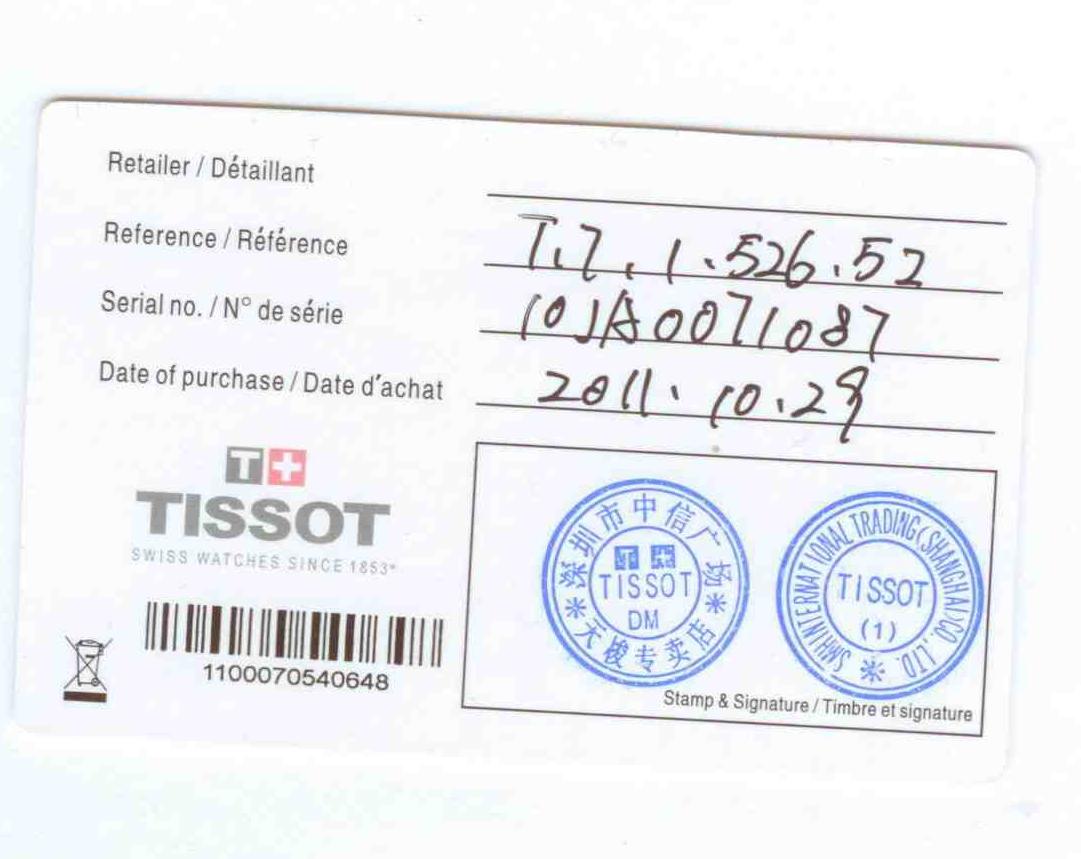 Retailer / Détaillant
Reference / Référence T.7.1.526.52
Serial no. / N° de série 10JA0071087
Date of purchase / Date d'achat 2011.10.29
T+
TISSOT
SWISS WATCHES SINCE 1853
1100070540648
深圳市中信广场
TISSOT
DM
天梭专卖店
SMH INTERNATIONAL TRADING (SHANGHAI) CO., LTD.
TISSOT
(1)
Stamp & Signature / Timbre et signature